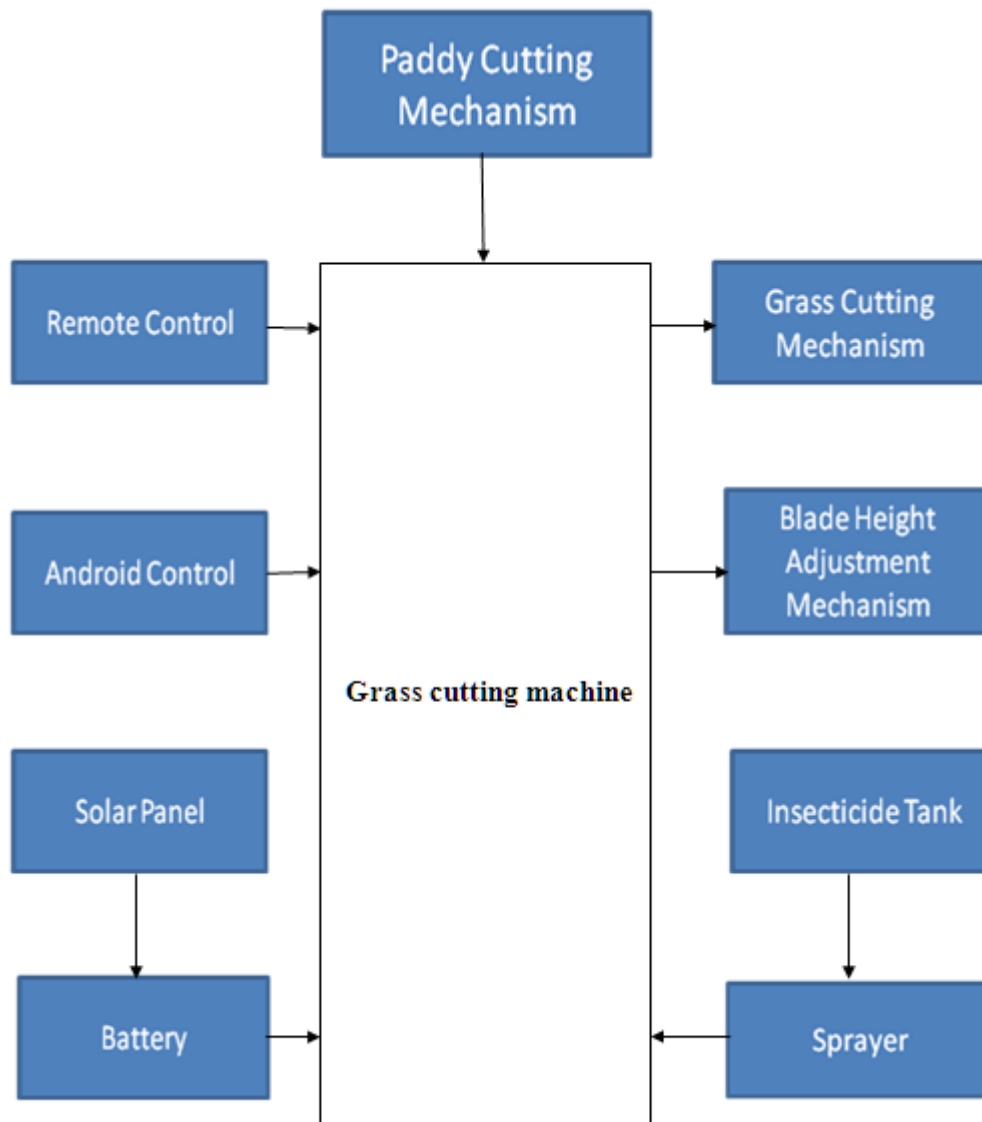 Paddy Cutting
Mechanism
Remote Control
Grass Cutting
Mechanism
Android Control
Blade Height
Adjustment
Mechanism
Grass cutting machine
Solar Panel
Insecticide Tank
Battery
Sprayer